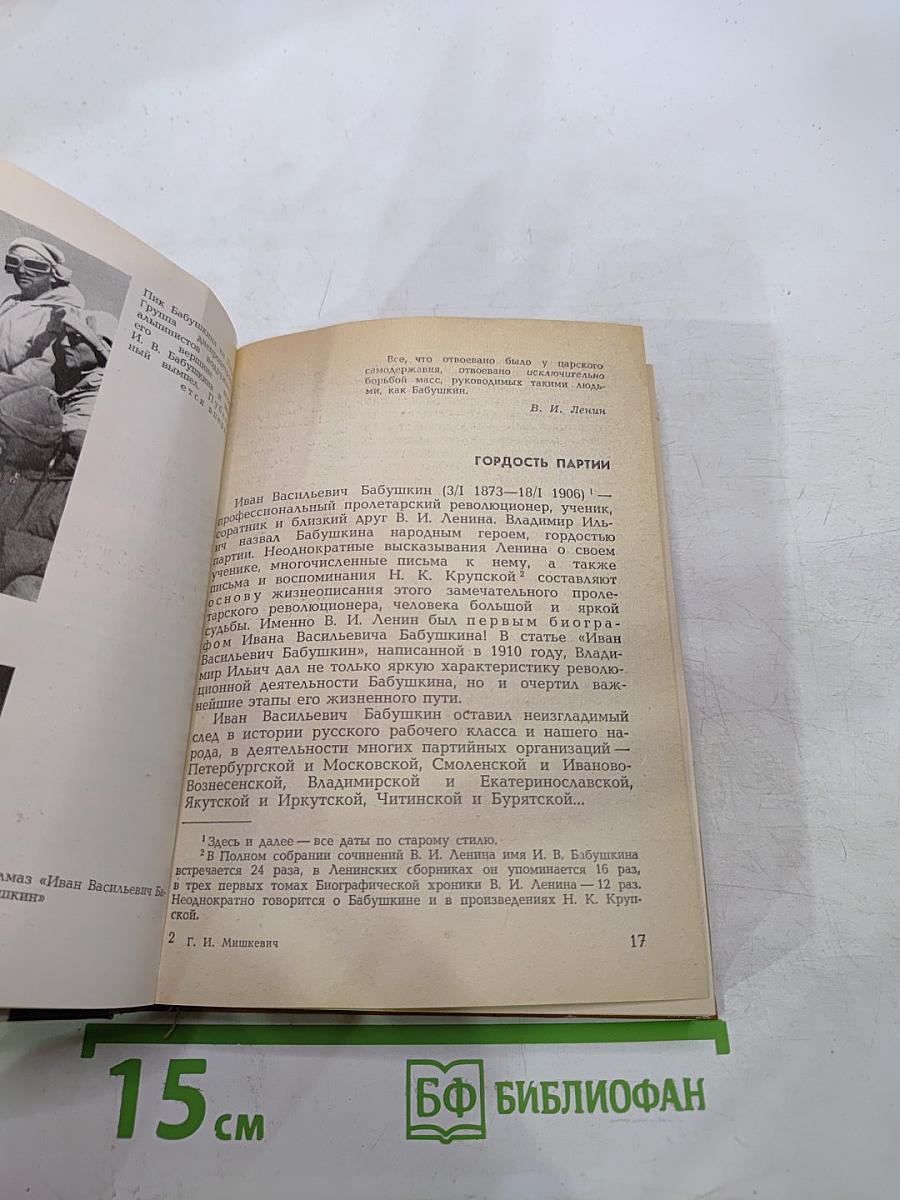 Пик Бабушкина на
Группа
альпинистов
его вершины
И. В. Бабушкина
вымпел.
ный
ется
лмаз «Иван Васильевич Ба-
ушкин»
Все, что отвоевано было у царского
самодержавия, отвоевано исключительно
борьбой масс, руководимых такими людь-
ми, как Бабушкин.
В. И. Ленин
ГОРДОСТЬ ПАРТИИ
Иван Васильевич Бабушкин (3/I 1873—18/I 1906)¹—
профессиональный пролетарский революционер, ученик,
соратник и близкий друг В. И. Ленина. Владимир Иль-
ич назвал Бабушкина народным героем, гордостью
партии. Неоднократные высказывания Ленина о своем
ученике, многочисленные письма к нему, а также
письма и воспоминания Н. К. Крупской² составляют
основу жизнеописания этого замечательного проле-
тарского революционера, человека большой и яркой
судьбы. Именно В. И. Ленин был первым биогра-
фом Ивана Васильевича Бабушкина! В статье «Иван
Васильевич Бабушкин», написанной в 1910 году, Влади-
мир Ильич дал не только яркую характеристику револю-
ционной деятельности Бабушкина, но и очертил важ-
нейшие этапы его жизненного пути.
Иван Васильевич Бабушкин оставил неизгладимый
след в истории русского рабочего класса и нашего на-
рода, в деятельности многих партийных организаций —
Петербургской и Московской, Смоленской и Иваново-
Вознесенской, Владимирской и Екатеринославской,
Якутской и Иркутской, Читинской и Бурятской...
¹ Здесь и далее — все даты по старому стилю.
² В Полном собрании сочинений В. И. Ленина имя И. В. Бабушкина
встречается 24 раза, в Ленинских сборниках он упоминается 16 раз,
в трех первых томах Биографической хроники В. И. Ленина — 12 раз.
Неоднократно говорится о Бабушкине и в произведениях Н. К. Круп-
ской.
2 Г. И. Мишкевич
17
15 см
БФ БИБЛИОФАН